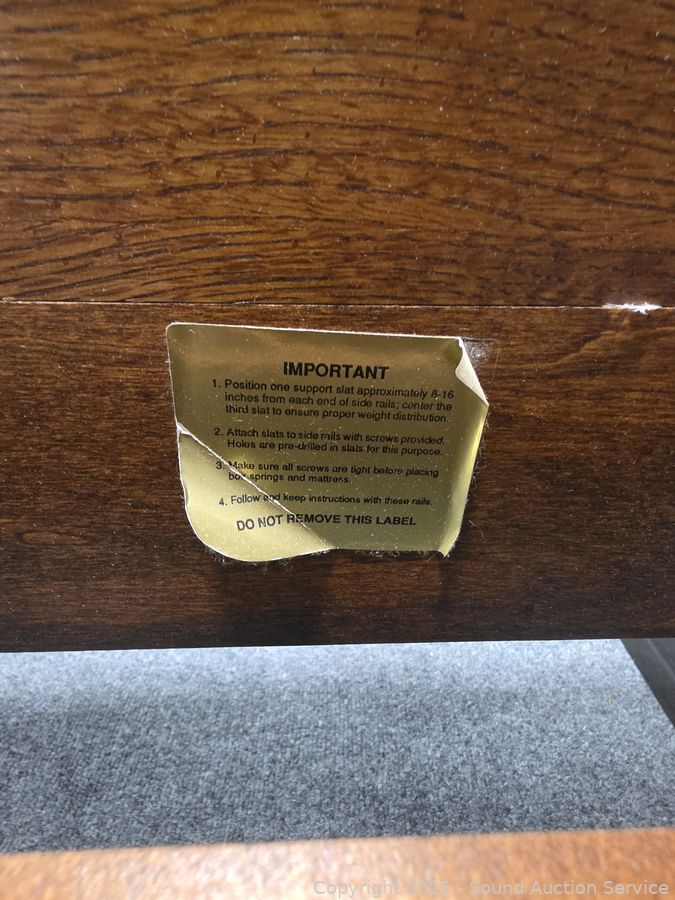 IMPORTANT
1. Position one support slat approximately 8-16
inches from each end of side rails; center the
third slat to ensure proper weight distribution.
2. Attach slats to side rails with screws provided.
Holes are pre-drilled in slats for this purpose.
3. Make sure all screws are tight before placing
box springs and mattress.
4. Follow and keep instructions with these rails.
DO NOT REMOVE THIS LABEL
Copyright 2023 - Sound Auction Service